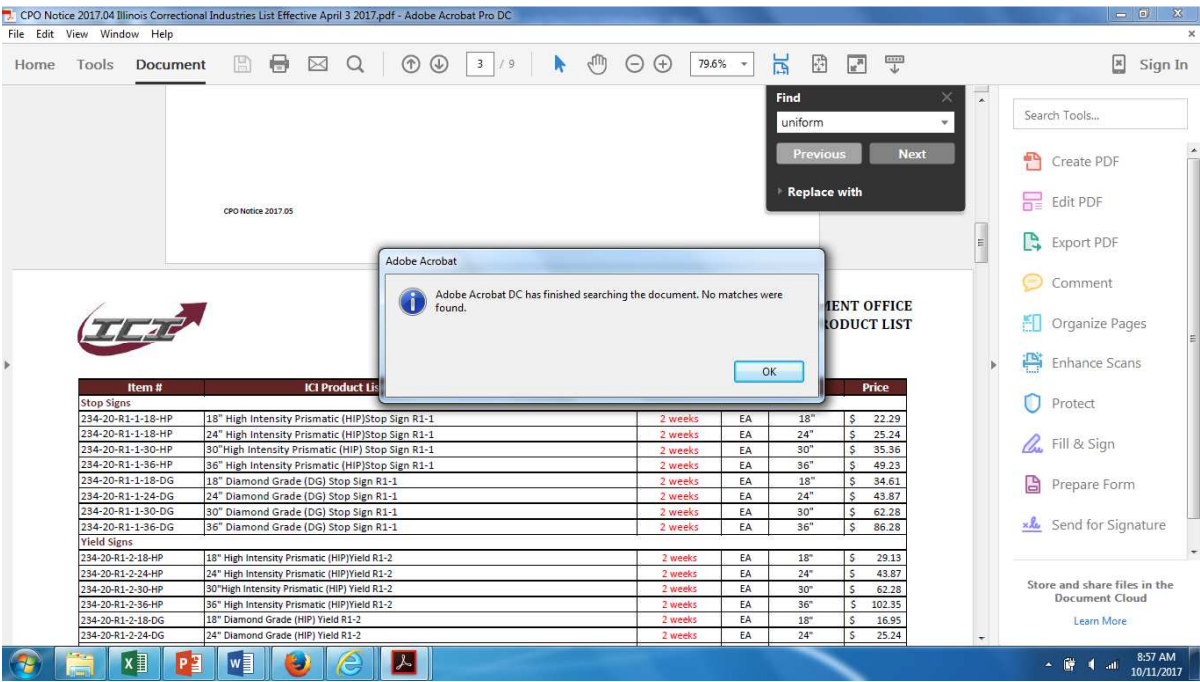 CPO Notice 2017.04 Illinois Correctional Industries List Effective April 3 2017.pdf - Adobe Acrobat Pro DC
File Edit View Window Help
Home Tools Document 3 / 9 79.6% Sign In
Find
uniform
Previous Next
Replace with
CPO Notice 2017.05
Adobe Acrobat
Adobe Acrobat DC has finished searching the document. No matches were
found.
OK
ICI
MENT OFFICE
RODUCT LIST
Item # ICI Product Lis Price
Stop Signs
234-20-R1-1-18-HP 18" High Intensity Prismatic (HIP)Stop Sign R1-1 2 weeks EA 18" $ 22.29
234-20-R1-1-18-HP 24" High Intensity Prismatic (HIP)Stop Sign R1-1 2 weeks EA 24" $ 25.24
234-20-R1-1-30-HP 30"High Intensity Prismatic (HIP) Stop Sign R1-1 2 weeks EA 30" $ 35.36
234-20-R1-1-36-HP 36" High Intensity Prismatic (HIP)Stop Sign R1-1 2 weeks EA 36" $ 49.23
234-20-R1-1-18-DG 18" Diamond Grade (DG) Stop Sign R1-1 2 weeks EA 18" $ 34.61
234-20-R1-1-24-DG 24" Diamond Grade (DG) Stop Sign R1-1 2 weeks EA 24" $ 43.87
234-20-R1-1-30-DG 30" Diamond Grade (DG) Stop Sign R1-1 2 weeks EA 30" $ 62.28
234-20-R1-1-36-DG 36" Diamond Grade (DG) Stop Sign R1-1 2 weeks EA 36" $ 86.28
Yield Signs
234-20-R1-2-18-HP 18" High Intensity Prismatic (HIP)Yield R1-2 2 weeks EA 18" $ 29.13
234-20-R1-2-24-HP 24" High Intensity Prismatic (HIP)Yield R1-2 2 weeks EA 24" $ 43.87
234-20-R1-2-30-HP 30"High Intensity Prismatic (HIP) Yield R1-2 2 weeks EA 30" $ 62.28
234-20-R1-2-36-HP 36" High Intensity Prismatic (HIP)Yield R1-2 2 weeks EA 36" $ 102.35
234-20-R1-2-18-DG 18" Diamond Grade (HIP) Yield R1-2 2 weeks EA 18" $ 16.95
234-20-R1-2-24-DG 24" Diamond Grade (HIP) Yield R1-2 2 weeks EA 24" $ 25.24
Search Tools...
Create PDF
Edit PDF
Export PDF
Comment
Organize Pages
Enhance Scans
Protect
Fill & Sign
Prepare Form
Send for Signature
Store and share files in the
Document Cloud
Learn More
8:57 AM
10/11/2017